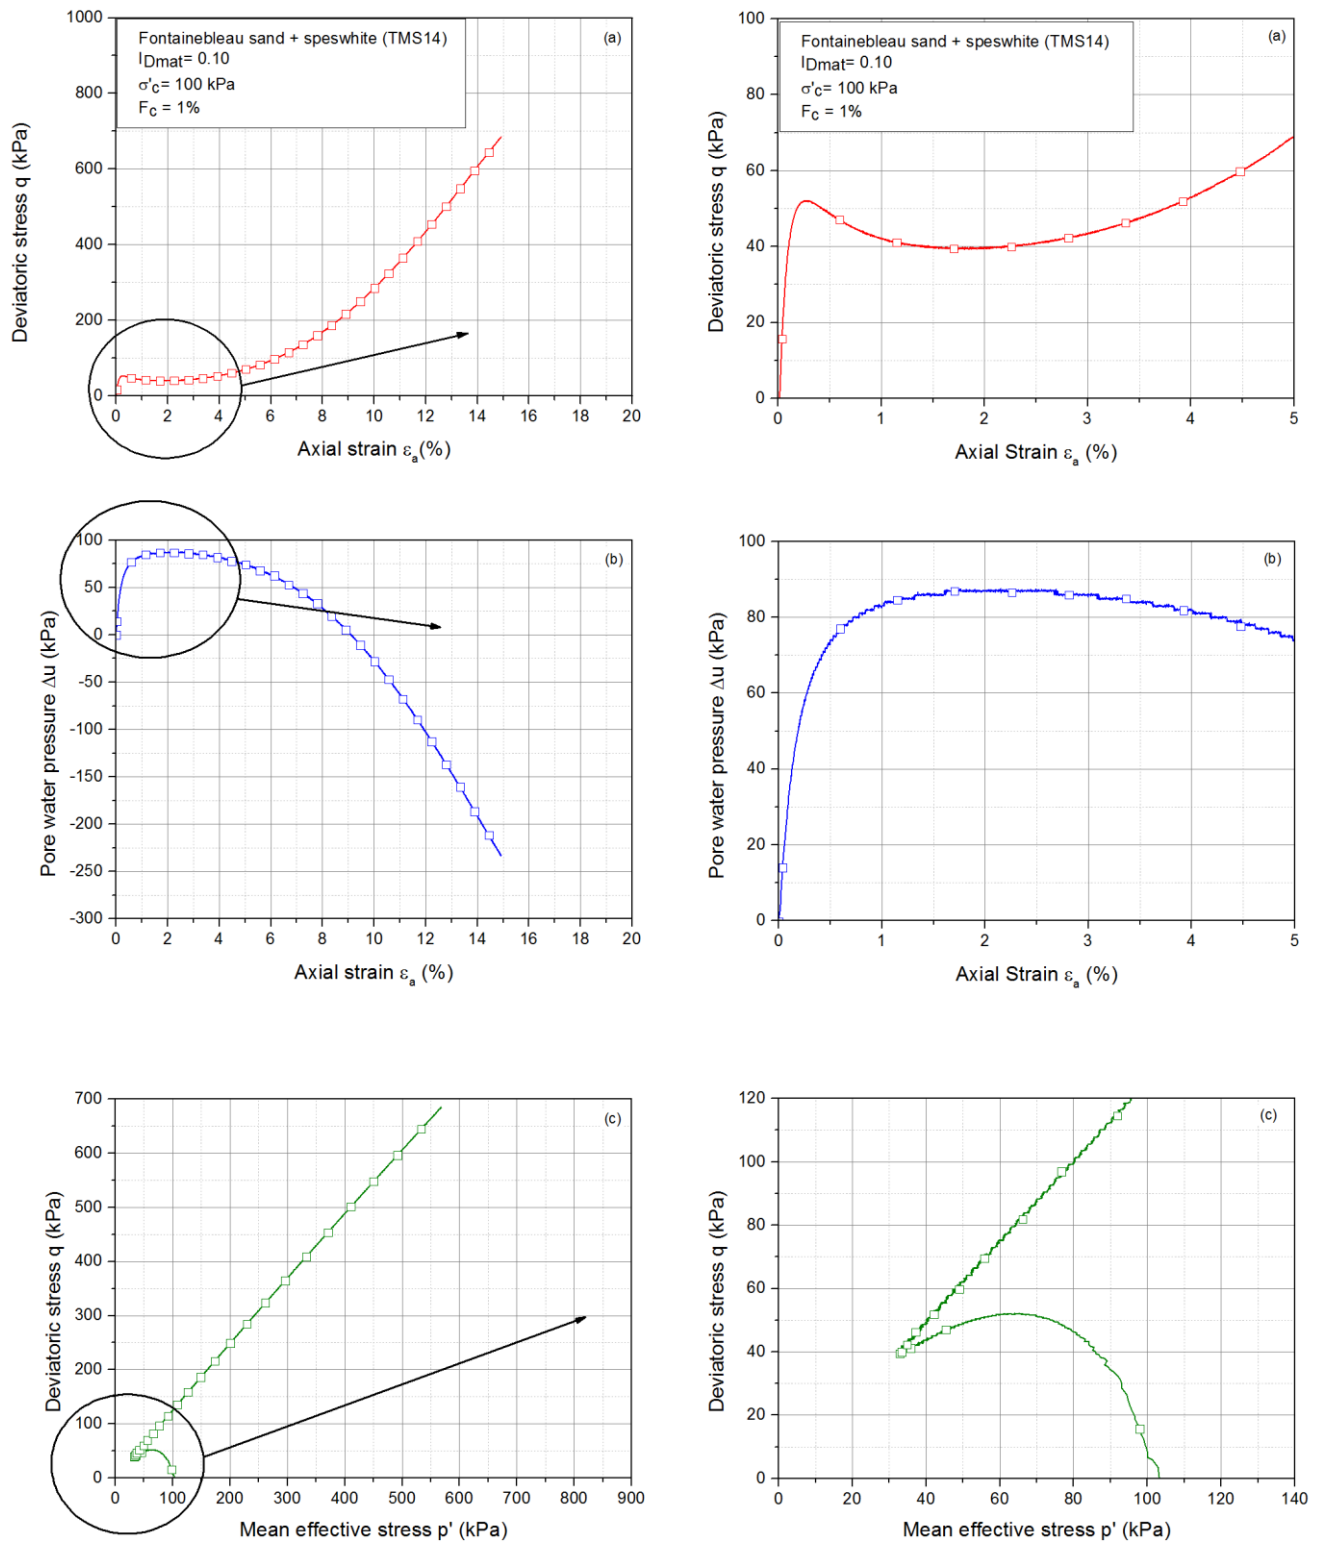 Fontainebleau sand + speswhite (TMS14)
IDmat= 0.10
σ'c= 100 kPa
FC = 1%
(a)
1000
800
600
400
200
0
Deviatoric stress q (kPa)
0 2 4 6 8 10 12 14 16 18 20
Axial strain εa(%)
Fontainebleau sand + speswhite (TMS14)
IDmat= 0.10
σ'c= 100 kPa
FC = 1%
(a)
100
80
60
40
20
0
Deviatoric stress q (kPa)
0 1 2 3 4 5
Axial Strain εa (%)
(b)
100
50
0
-50
-100
-150
-200
-250
-300
Pore water pressure Δu (kPa)
0 2 4 6 8 10 12 14 16 18 20
Axial strain εa (%)
(b)
100
80
60
40
20
0
Pore water pressure Δu (kPa)
0 1 2 3 4 5
Axial Strain εa (%)
(c)
700
600
500
400
300
200
100
0
Deviatoric stress q (kPa)
0 100 200 300 400 500 600 700 800 900
Mean effective stress p' (kPa)
(c)
120
100
80
60
40
20
0
Deviatoric stress q (kPa)
0 20 40 60 80 100 120 140
Mean effective stress p' (kPa)